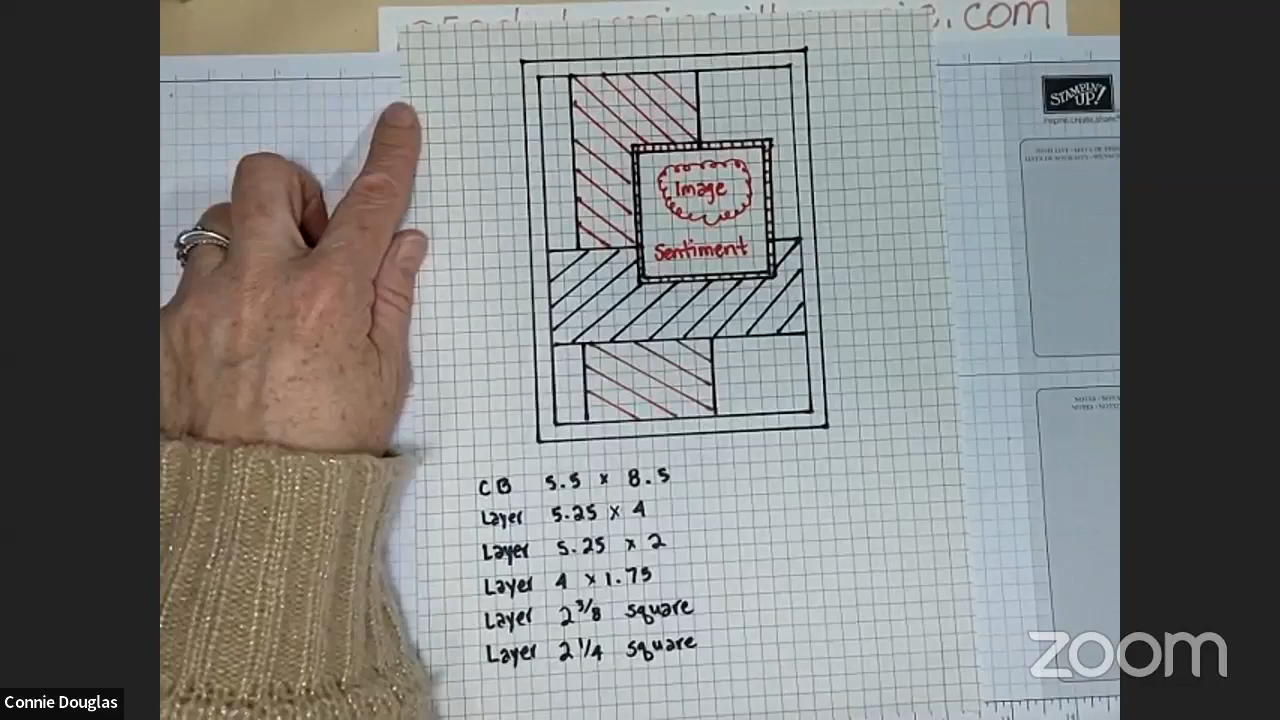 .com
STAMPIN' UP!
Image
Sentiment
CB 5.5 x 8.5
Layer 5.25 x 4
Layer 5.25 x 2
Layer 4 x 1.75
Layer 2 3/8 square
Layer 2 1/4 square
zoom
Connie Douglas